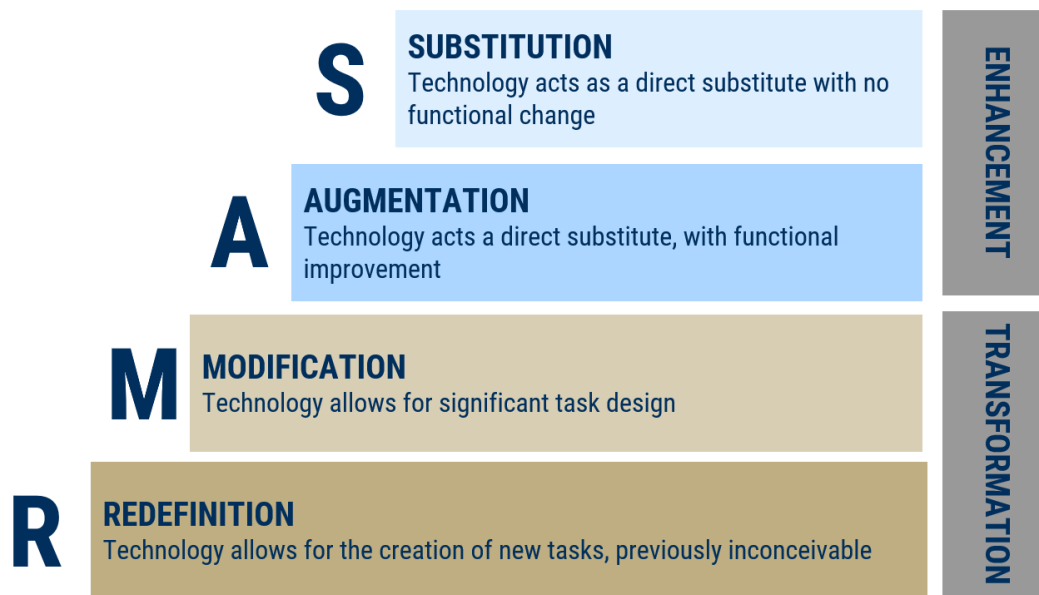 S
SUBSTITUTION
Technology acts as a direct substitute with no
functional change
A
AUGMENTATION
Technology acts a direct substitute, with functional
improvement
ENHANCEMENT
M
MODIFICATION
Technology allows for significant task design
R
REDEFINITION
Technology allows for the creation of new tasks, previously inconceivable
TRANSFORMATION